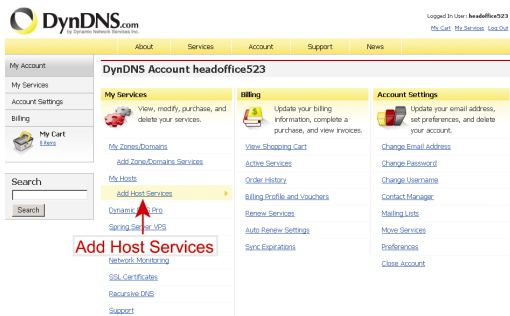 DynDNS.com
by Dynamic Network Services Inc.
Logged In User: headoffice523
My Cart My Services Log Out
About Services Account Support News
My Account
My Services
Account Settings
Billing
My Cart
0 items
Search
Search
DynDNS Account headoffice523
My Services
View, modify, purchase, and
delete your services.
My Zones/Domains
Add Zone/Domains Services
My Hosts
Add Host Services
Dynamic Pro
Spring Server VPS
Add Host Services
Network Monitoring
SSL Certificates
Recursive DNS
Support
Billing
Update your billing
information, complete a
purchase, and view invoices.
View Shopping Cart
Active Services
Order History
Billing Profile and Vouchers
Renew Services
Auto Renew Settings
Sync Expirations
Account Settings
Update your email address,
set preferences, and delete
your account.
Change Email Address
Change Password
Change Username
Contact Manager
Mailing Lists
Move Services
Preferences
Close Account